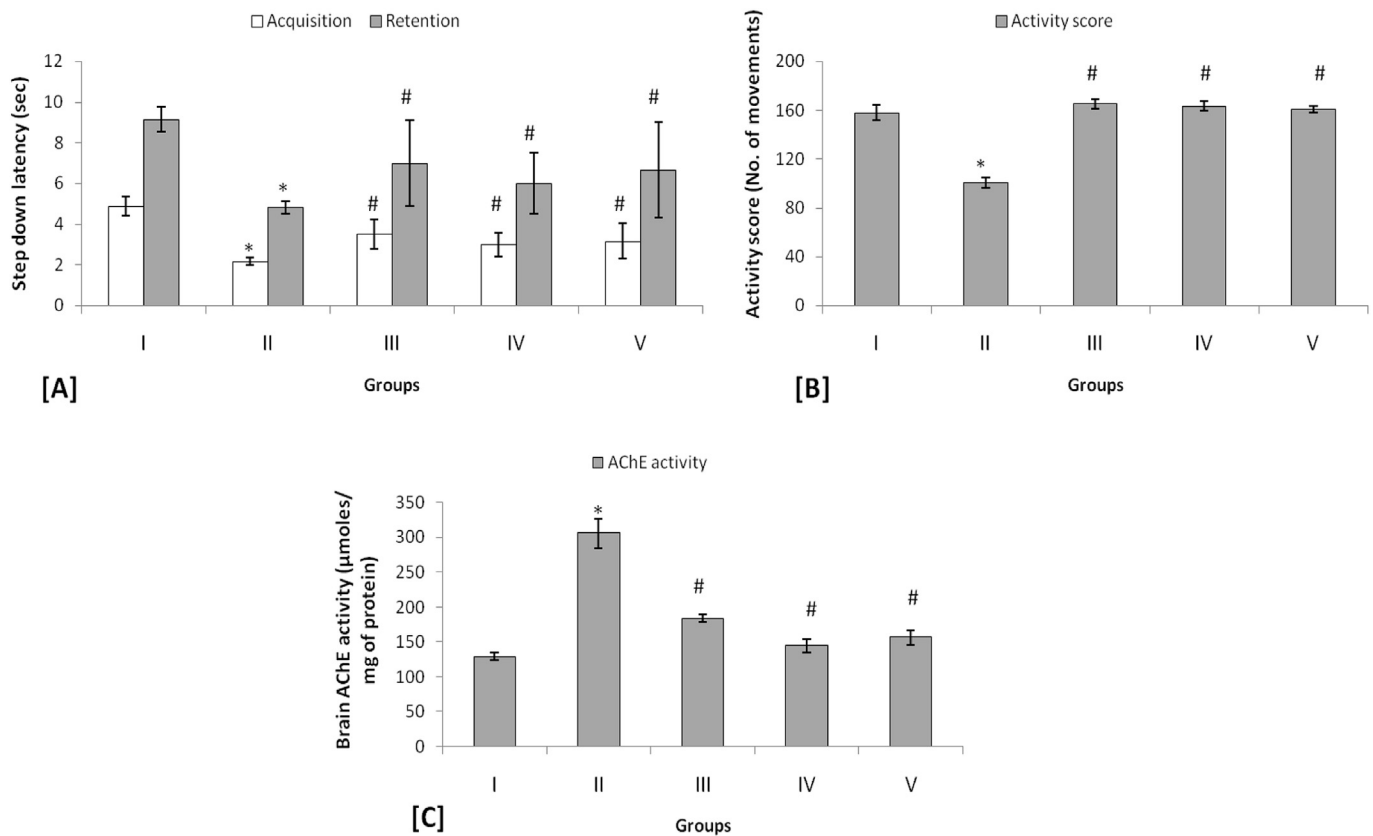 Acquisition Retention
Step down latency (sec)
12
10
8
6
4
2
0
*
*
#
#
#
#
#
#
I II III IV V
Groups
[A]
Activity score
Activity score (No. of movements)
200
160
120
80
40
0
*
#
#
#
I II III IV V
Groups
[B]
AChE activity
Brain AChE activity (µmoles/
mg of protein)
350
300
250
200
150
100
50
0
*
#
#
#
I II III IV V
Groups
[C]